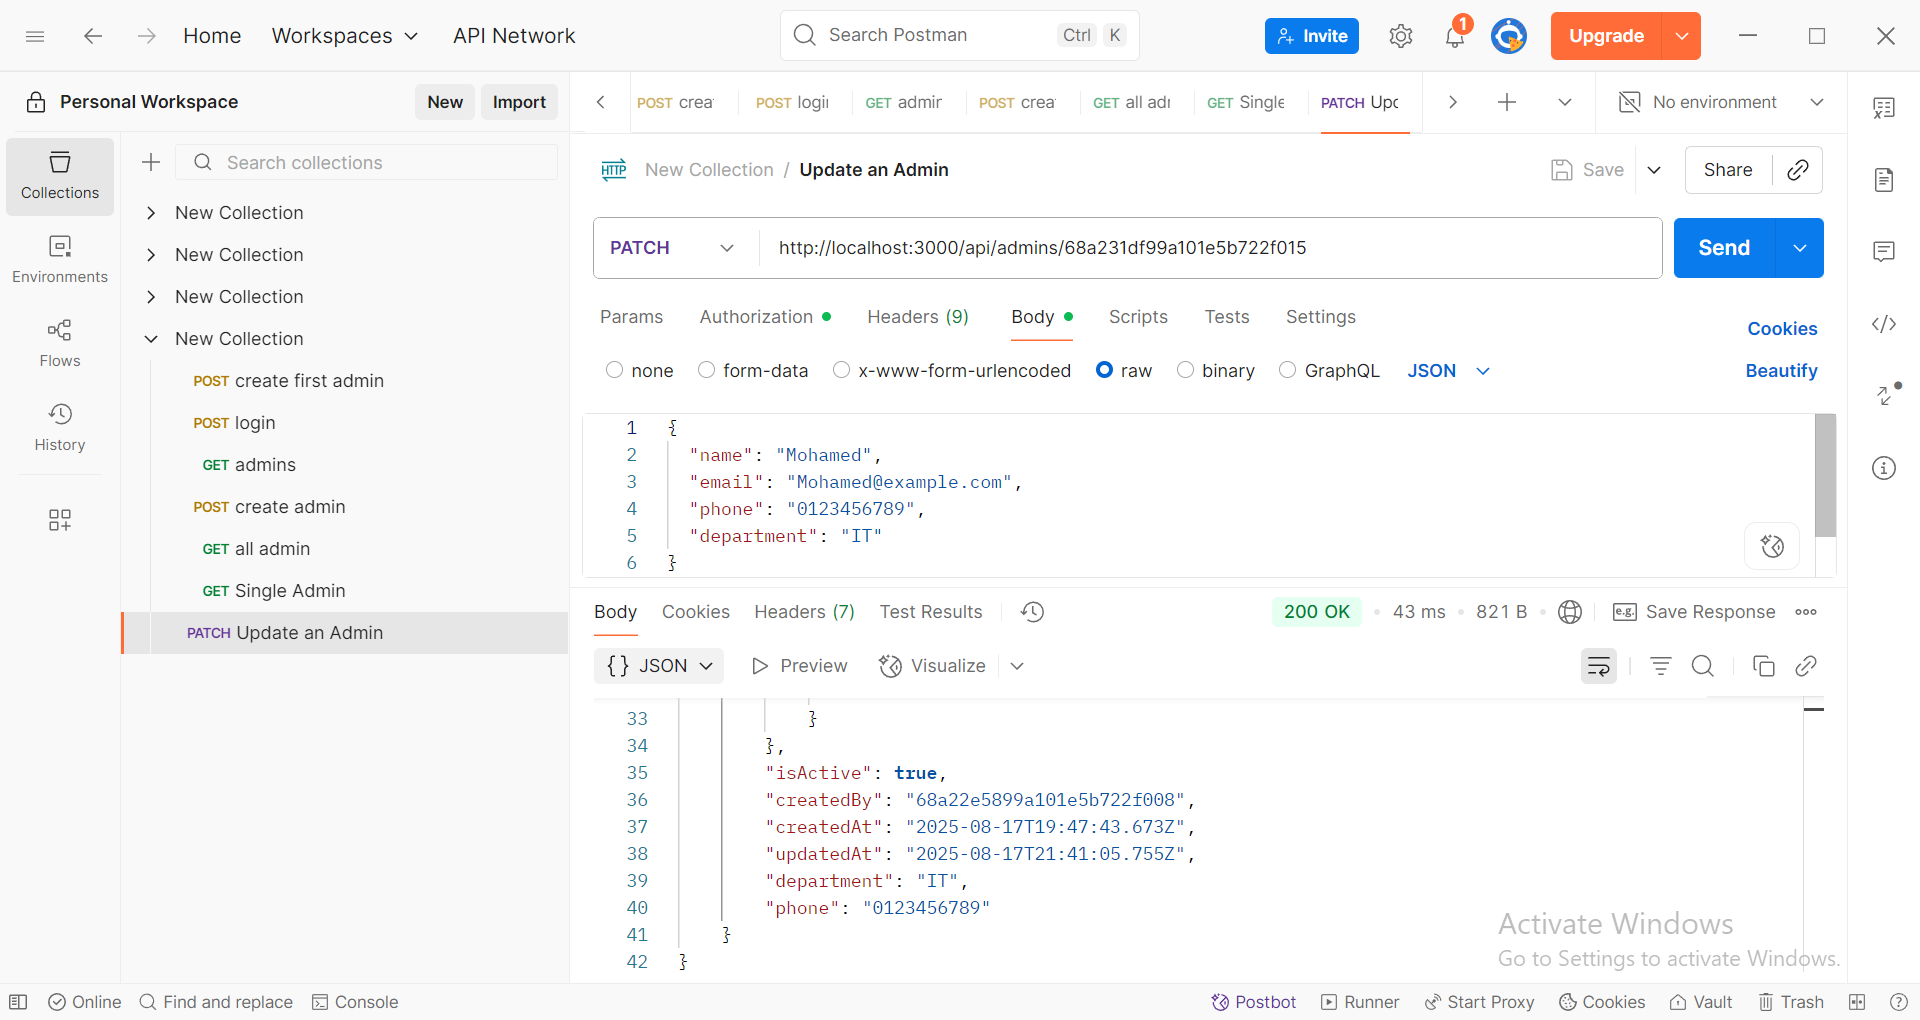 Home
Workspaces
API Network
Search Postman
Ctrl
K
Invite
1
Upgrade
Personal Workspace
New
Import
POST crea
POST logi
GET admir
POST crea
GET all adı
GET Single
PATCH Upd
No environment
Collections
Environments
Flows
History
Search collections
New Collection
New Collection
New Collection
New Collection
POST create first admin
POST login
GET admins
POST create admin
GET all admin
GET Single Admin
PATCH Update an Admin
HTTP New Collection / Update an Admin
Save
Share
PATCH
http://localhost:3000/api/admins/68a231df99a101e5b722f015
Send
Params
Authorization
Headers (9)
Body
Scripts
Tests
Settings
Cookies
none
form-data
x-www-form-urlencoded
raw
binary
GraphQL
JSON
Beautify
1 {
2 "name": "Mohamed",
3 "email": "Mohamed@example.com",
4 "phone": "0123456789",
5 "department": "IT"
6 }
Body
Cookies
Headers (7)
Test Results
200 OK
43 ms
821 B
e.g. Save Response
{} JSON
Preview
Visualize
33 }
34 },
35 "isActive": true,
36 "createdBy": "68a22e5899a101e5b722f008",
37 "createdAt": "2025-08-17T19:47:43.673Z",
38 "updatedAt": "2025-08-17T21:41:05.755Z",
39 "department": "IT",
40 "phone": "0123456789"
41 }
42 }
Activate Windows
Go to Settings to activate Windows.
Online
Find and replace
Console
Postbot
Runner
Start Proxy
Cookies
Vault
Trash